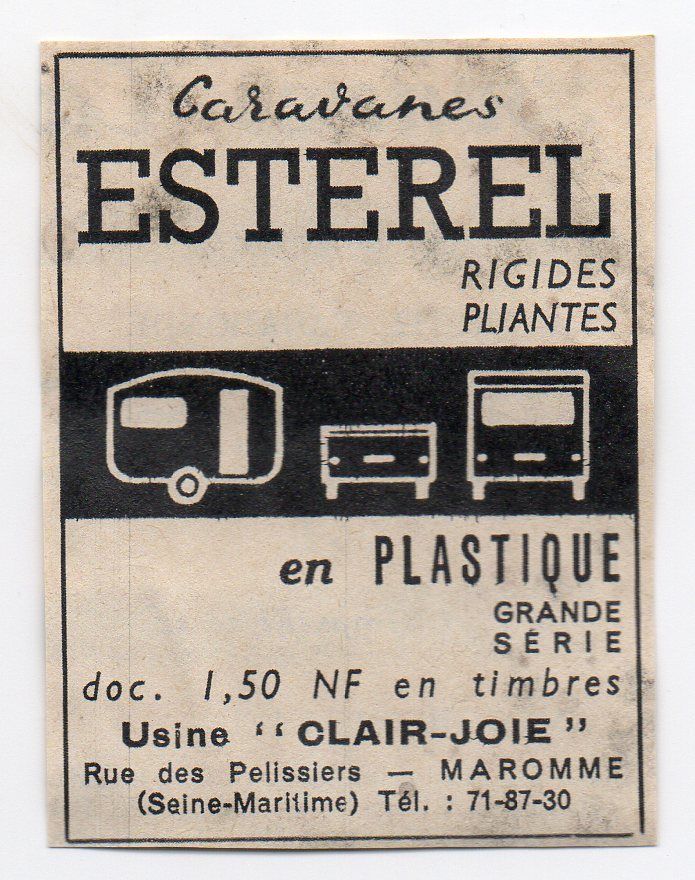 Caravanes
ESTEREL
RIGIDES
PLIANTES
en PLASTIQUE
GRANDE
SÉRIE
doc. 1,50 NF en timbres
Usine "CLAIR-JOIE"
Rue des Pelissiers — MAROMME
(Seine-Maritime) Tél. : 71-87-30